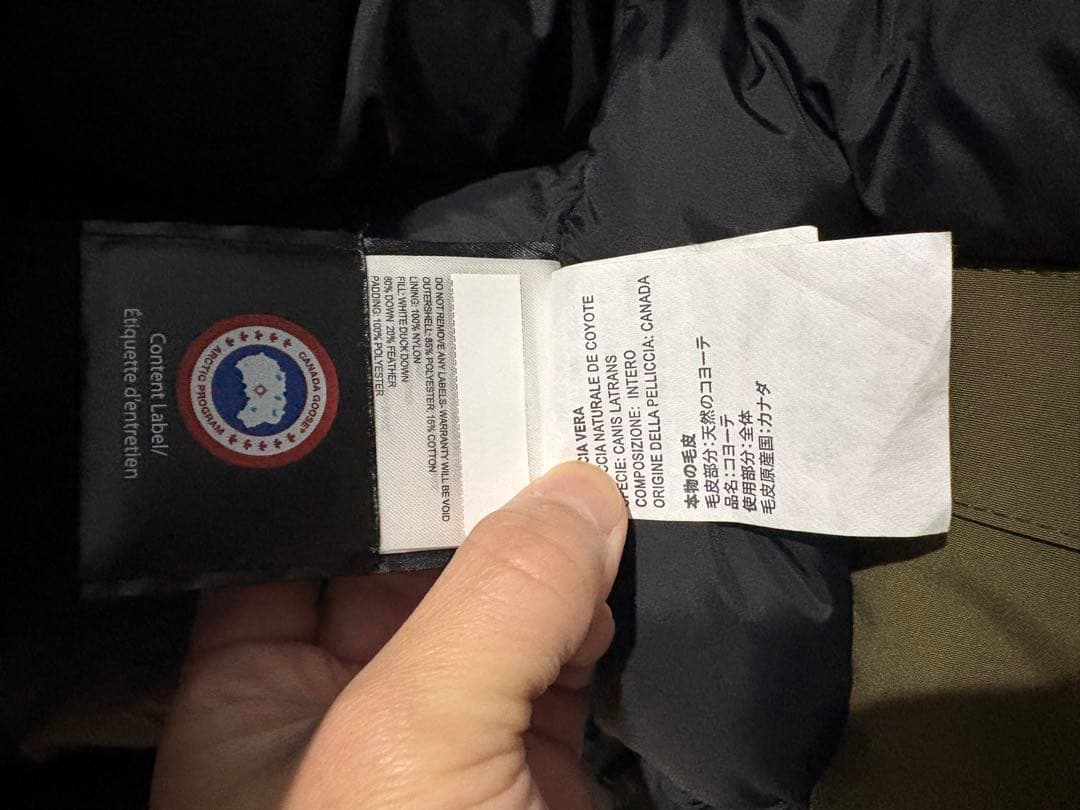 Content Label/
Étiquette d'entretien
CANADA GOOSE
ARCTIC PROGRAM
DO NOT REMOVE ANY LABELS- WARRANTY WILL BE VOID
OUTERSHELL: 85% POLYESTER 15% COTTON
LINING: 100% NYLON
FILL: WHITE DUCK DOWN
80% DOWN 20% FEATHER
PADDING: 100% POLYESTER
CIA VERA
CCIA NATURALE DE COYOTE
SPECIE: CANIS LATRANS
COMPOSIZIONE: INTERO
ORIGINE DELLA PELLICCIA: CANADA
本物の毛皮
毛皮部分:天然のコヨーテ
品名:コヨーテ
使用部分:全体
毛皮原産国:カナダ